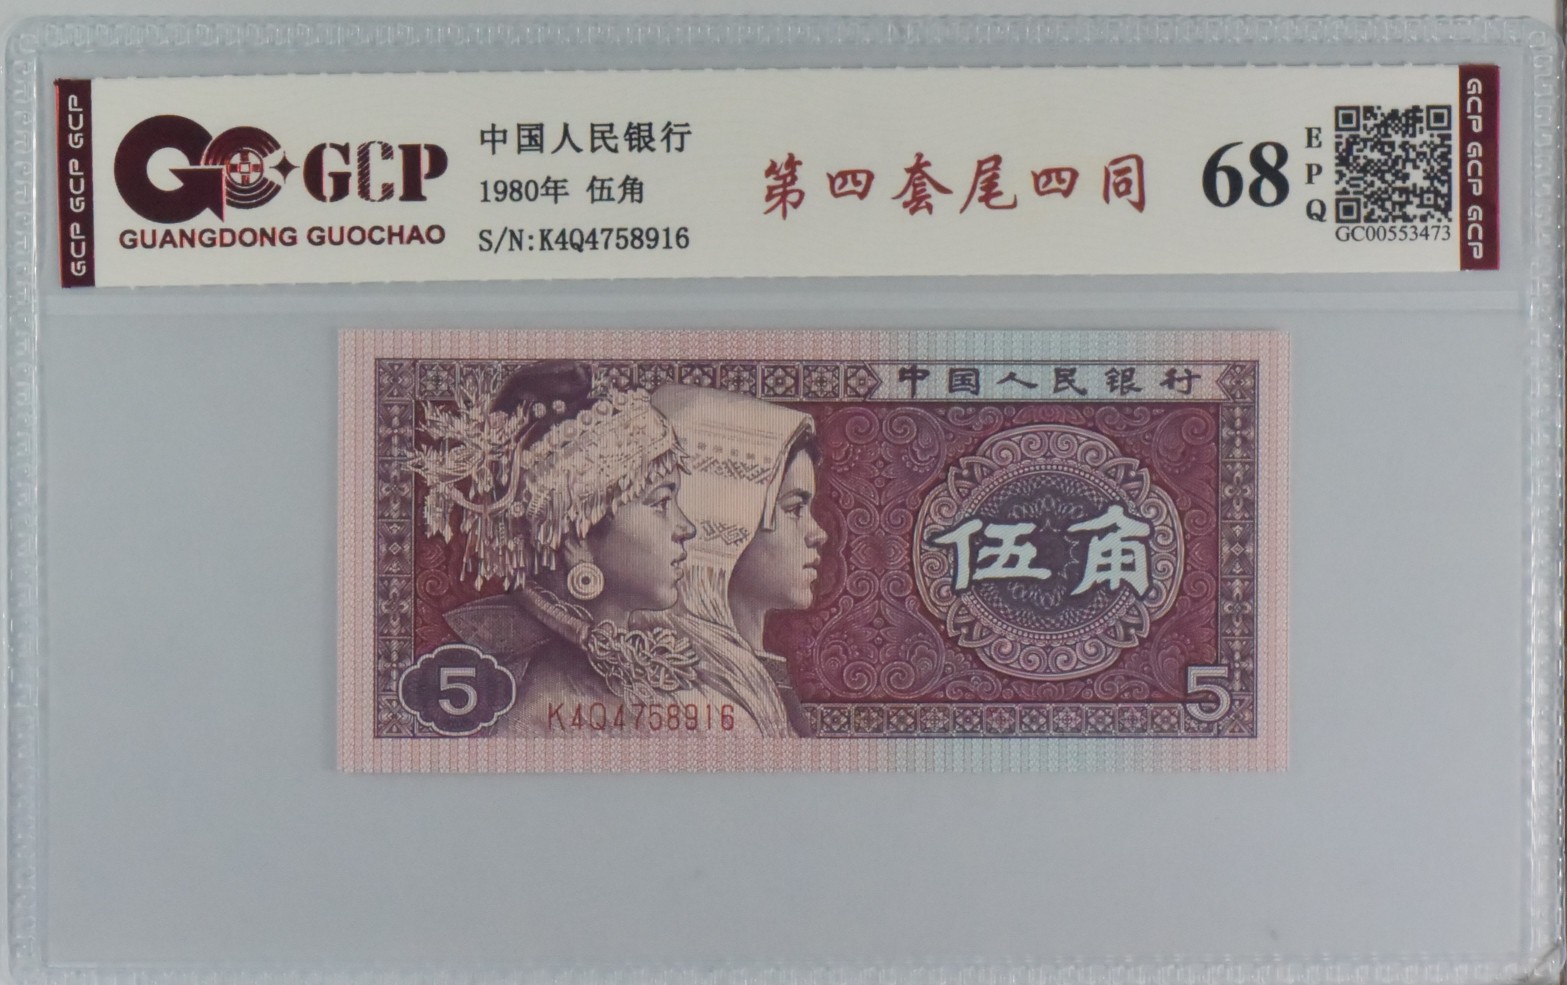 GCP GCP GCP
GCP
GUANGDONG GUOCHAO
中国人民银行
1980年 伍角
S/N:K4Q4758916
第四套尾四同
68
EPQ
GC00553473
GCP GCP GCP
中国人民银行
伍角
5
K4Q4758916
5